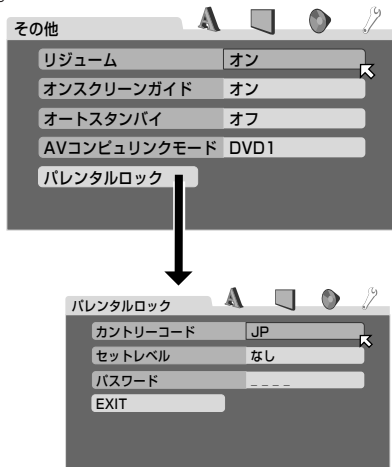 その他
リジューム オン
オンスクリーンガイド オン
オートスタンバイ オフ
AVコンピュリンクモード DVD1
パレンタルロック
パレンタルロック
カントリーコード JP
セットレベル なし
パスワード _ _ _ _
EXIT